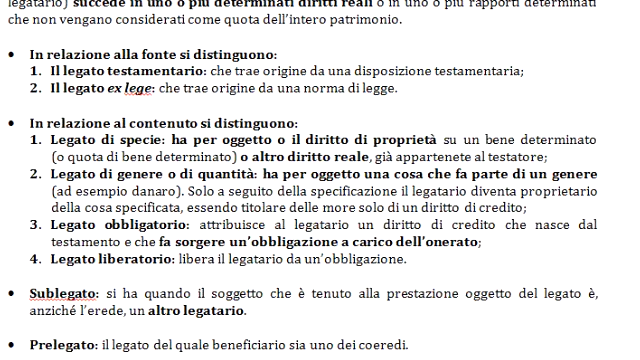 legatario) succede in uno o più determinati diritti reali o in uno o più rapporti determinati
che non vengano considerati come quota dell'intero patrimonio.
• In relazione alla fonte si distinguono:
1. Il legato testamentario: che trae origine da una disposizione testamentaria;
2. Il legato ex lege: che trae origine da una norma di legge.
• In relazione al contenuto si distinguono:
1. Legato di specie: ha per oggetto o il diritto di proprietà su un bene determinato
(o quota di bene determinato) o altro diritto reale, già appartenete al testatore;
2. Legato di genere o di quantità: ha per oggetto una cosa che fa parte di un genere
(ad esempio danaro). Solo a seguito della specificazione il legatario diventa proprietario
della cosa specificata, essendo titolare delle more solo di un diritto di credito;
3. Legato obbligatorio: attribuisce al legatario un diritto di credito che nasce dal
testamento e che fa sorgere un'obbligazione a carico dell'onerato;
4. Legato liberatorio: libera il legatario da un'obbligazione.
• Sublegato: si ha quando il soggetto che è tenuto alla prestazione oggetto del legato è,
anziché l'erede, un altro legatario.
• Prelegato: il legato del quale beneficiario sia uno dei coeredi.